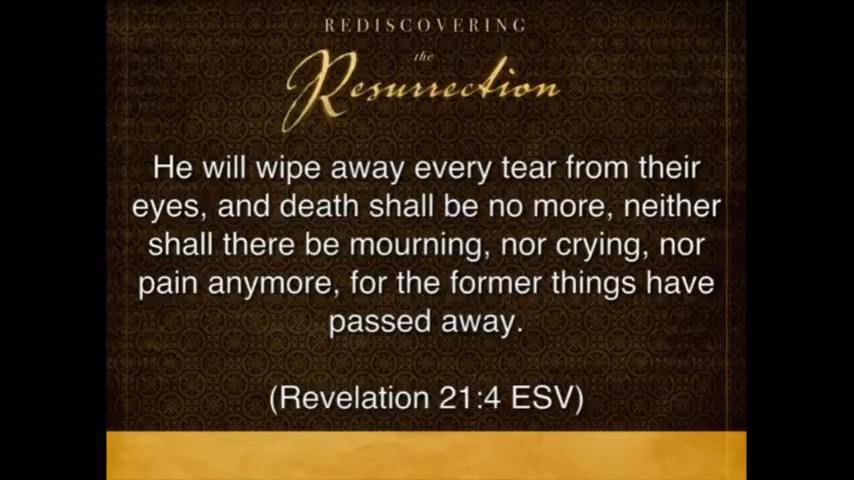 REDISCOVERING
the
Resurrection
He will wipe away every tear from their
eyes, and death shall be no more, neither
shall there be mourning, nor crying, nor
pain anymore, for the former things have
passed away.
(Revelation 21:4 ESV)